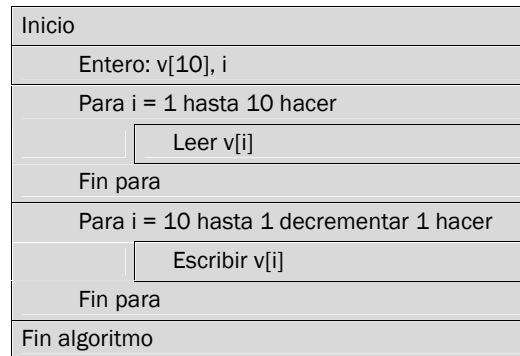 Inicio
Entero: v[10], i
Para i = 1 hasta 10 hacer
Leer v[i]
Fin para
Para i = 10 hasta 1 decrementar 1 hacer
Escribir v[i]
Fin para
Fin algoritmo